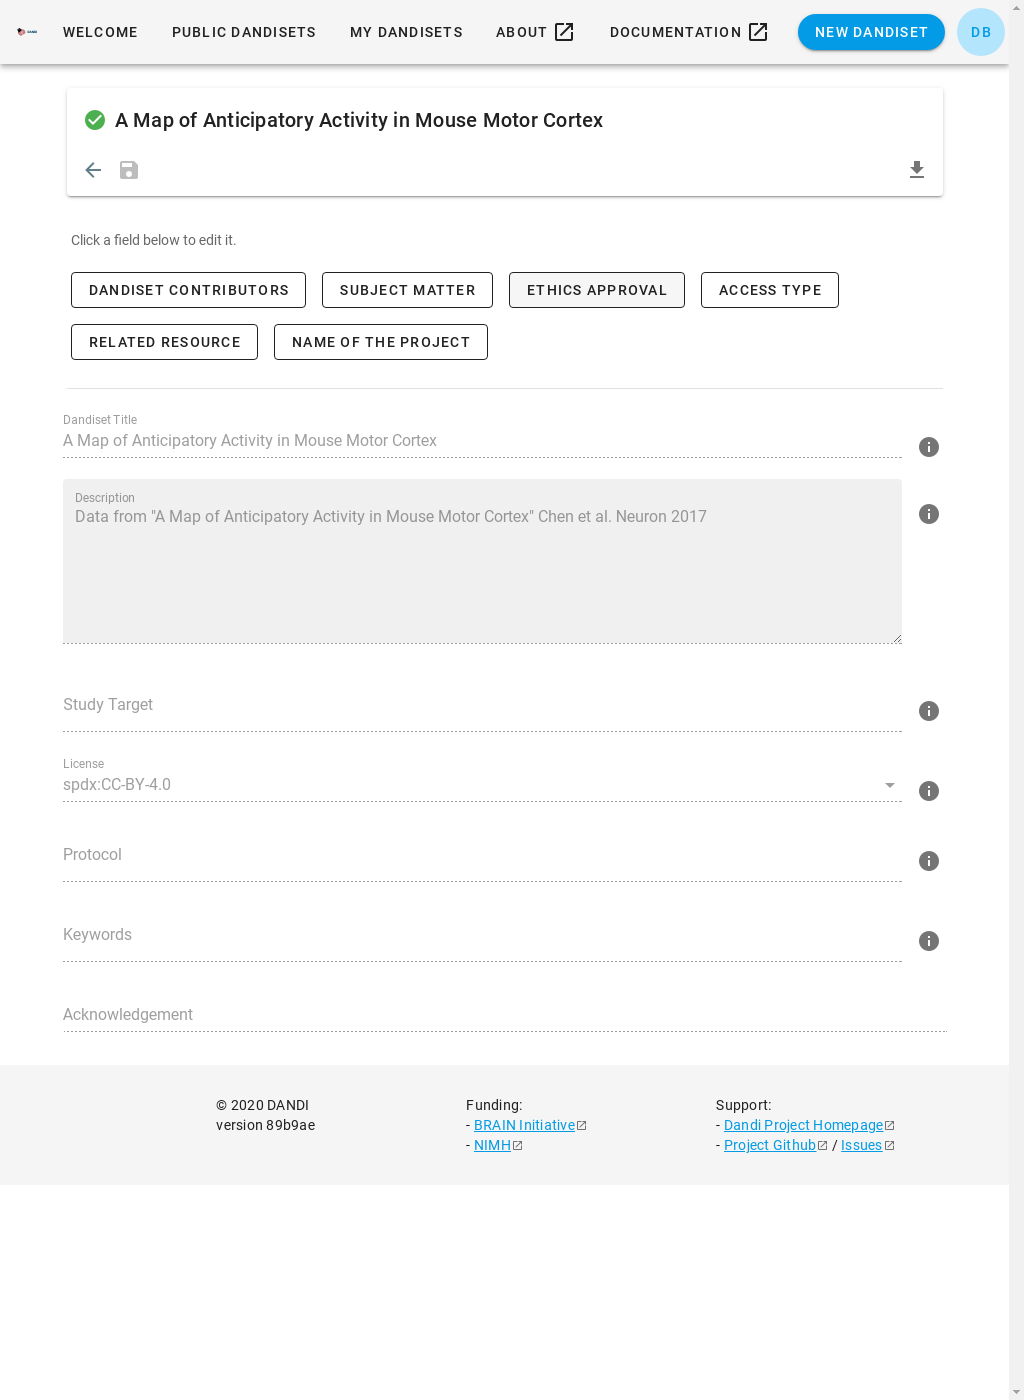 WELCOME PUBLIC DANDISETS MY DANDISETS ABOUT DOCUMENTATION NEW DANDISET DB
A Map of Anticipatory Activity in Mouse Motor Cortex
Click a field below to edit it.
DANDISET CONTRIBUTORS SUBJECT MATTER ETHICS APPROVAL ACCESS TYPE
RELATED RESOURCE NAME OF THE PROJECT
Dandiset Title
A Map of Anticipatory Activity in Mouse Motor Cortex
Description
Data from "A Map of Anticipatory Activity in Mouse Motor Cortex" Chen et al. Neuron 2017
Study Target
License
spdx:CC-BY-4.0
Protocol
Keywords
Acknowledgement
© 2020 DANDI
version 89b9ae
Funding:
- BRAIN Initiative
- NIMH
Support:
- Dandi Project Homepage
- Project Github / Issues